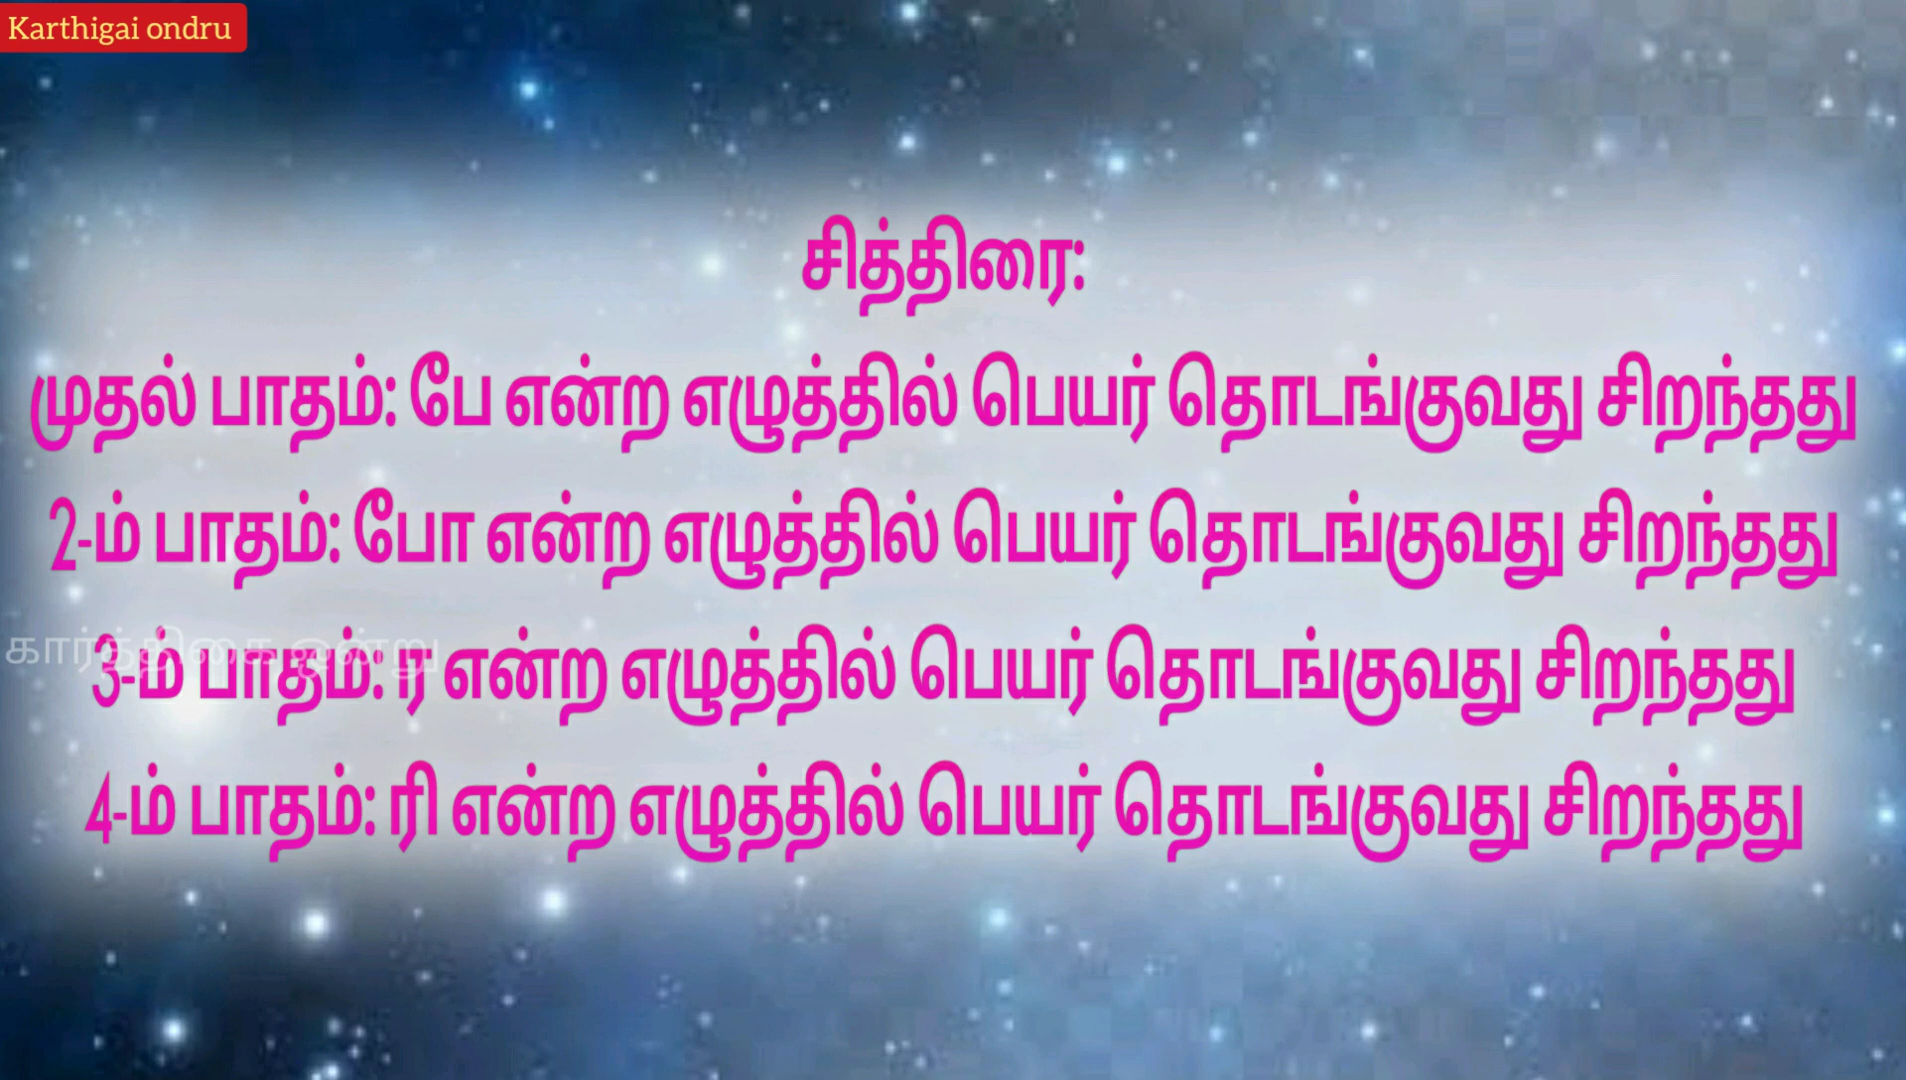 Karthigai ondru
சித்திரை:
முதல் பாதம்: பே என்ற எழுத்தில் பெயர் தொடங்குவது சிறந்தது
2-ம் பாதம்: போ என்ற எழுத்தில் பெயர் தொடங்குவது சிறந்தது
கார்த்திகை ஒன்று
3-ம் பாதம்: ர என்ற எழுத்தில் பெயர் தொடங்குவது சிறந்தது
4-ம் பாதம்: ரி என்ற எழுத்தில் பெயர் தொடங்குவது சிறந்தது